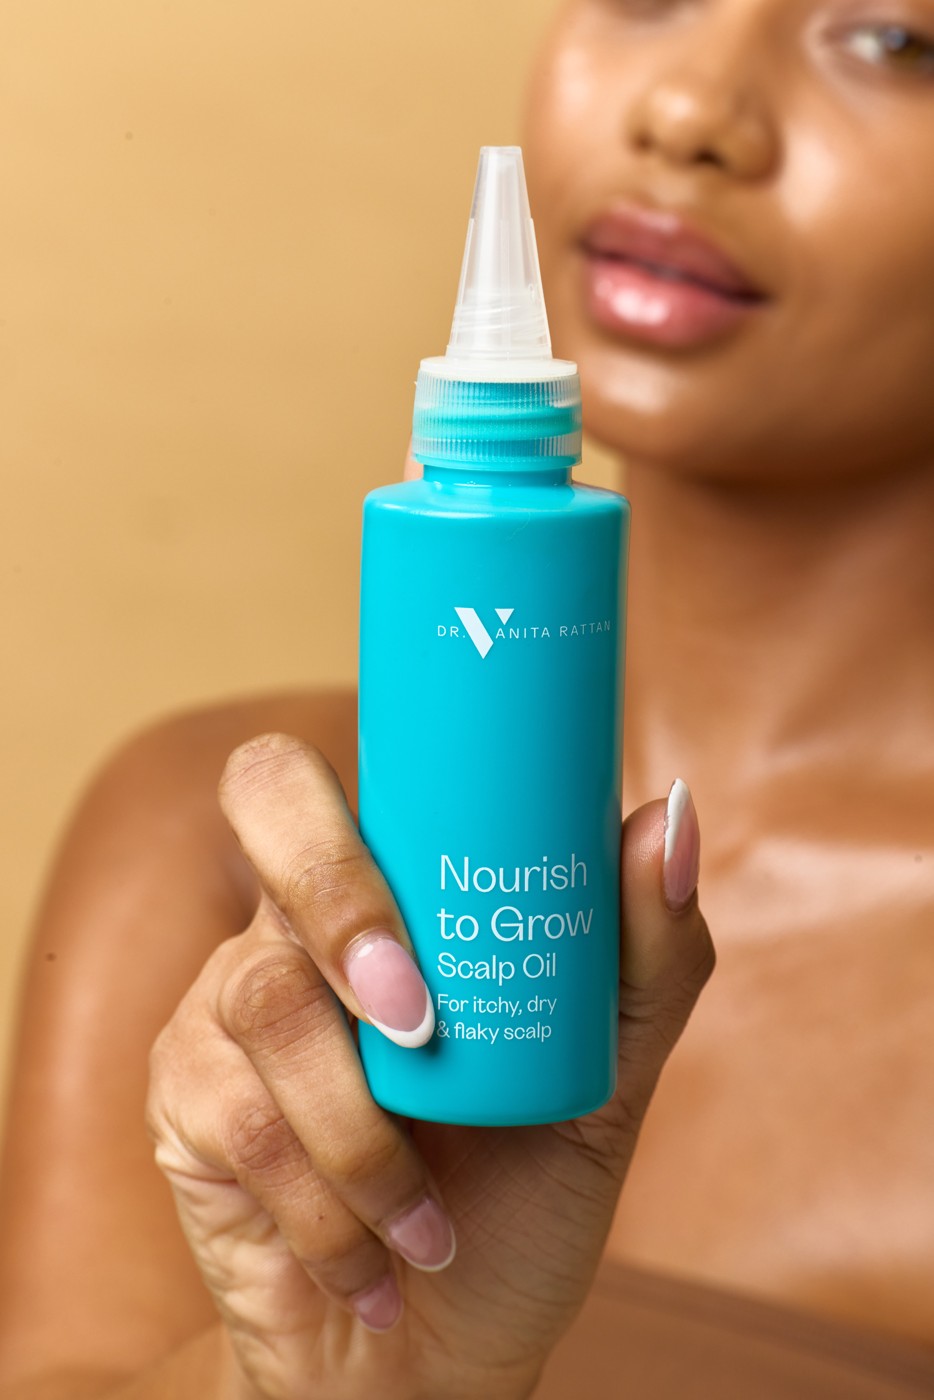 DR. VANITA RATTAN
Nourish
to Grow
Scalp Oil
For itchy, dry
& flaky scalp